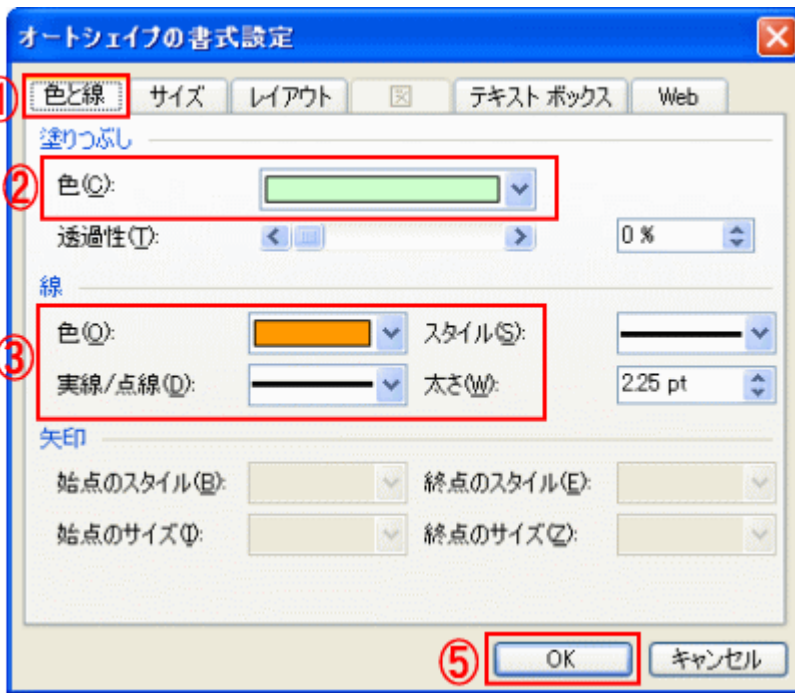 オートシェイプの書式設定
① 色と線 サイズ レイアウト 図 テキスト ボックス Web
塗りつぶし
② 色(C):
透過性(T): 0 %
線
③ 色(O): スタイル(S):
実線/点線(D): 太さ(W): 2.25 pt
矢印
始点のスタイル(B): 終点のスタイル(E):
始点のサイズ(I): 終点のサイズ(Z):
⑤ OK キャンセル